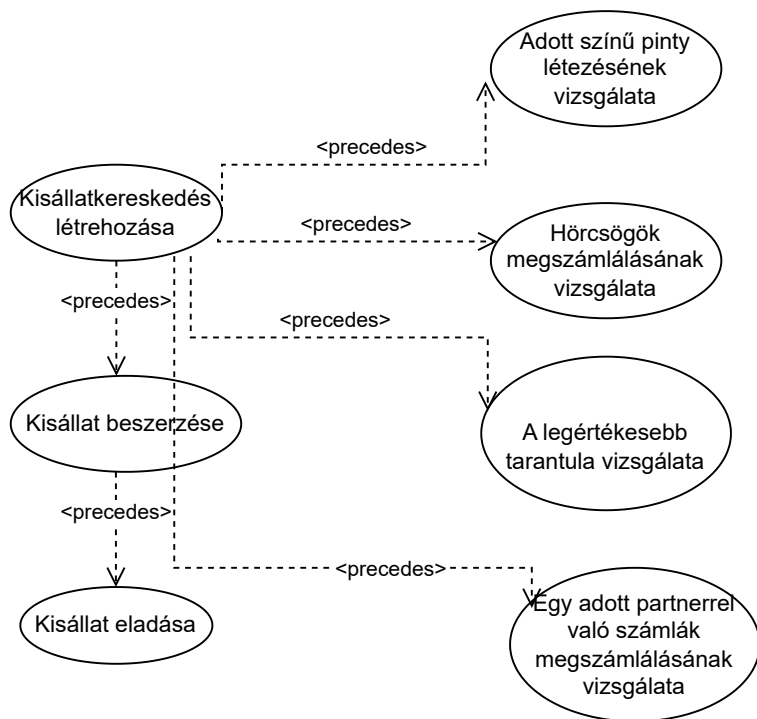 Adott színű pinty
létezésének
vizsgálata
<precedes>
Kisállatkereskedés
létrehozása
<precedes>
Hörcsögök
megszámlálásának
vizsgálata
<precedes>
<precedes>
Kisállat beszerzése
A legértékesebb
tarantula vizsgálata
<precedes>
<precedes>
Kisállat eladása
Egy adott partnerrel
való számlák
megszámlálásának
vizsgálata